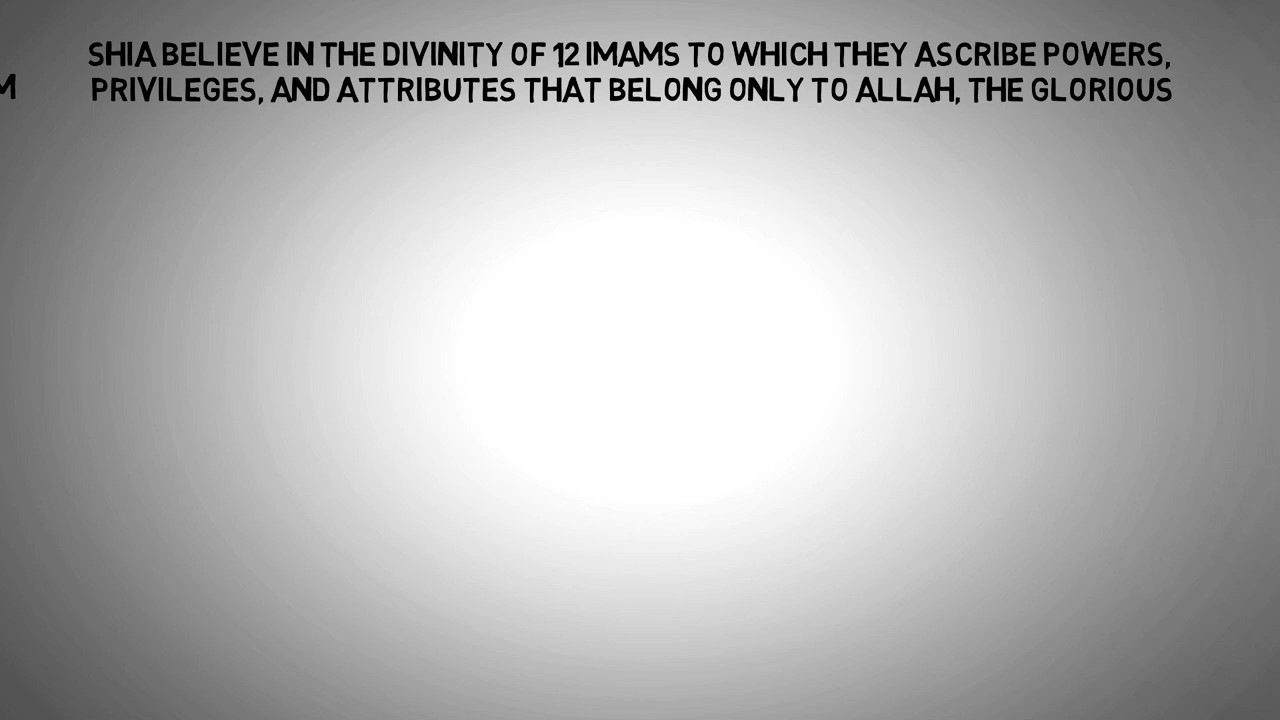 SHIA BELIEVE IN THE DIVINITY OF 12 IMAMS TO WHICH THEY ASCRIBE POWERS,
PRIVILEGES, AND ATTRIBUTES THAT BELONG ONLY TO ALLAH, THE GLORIOUS